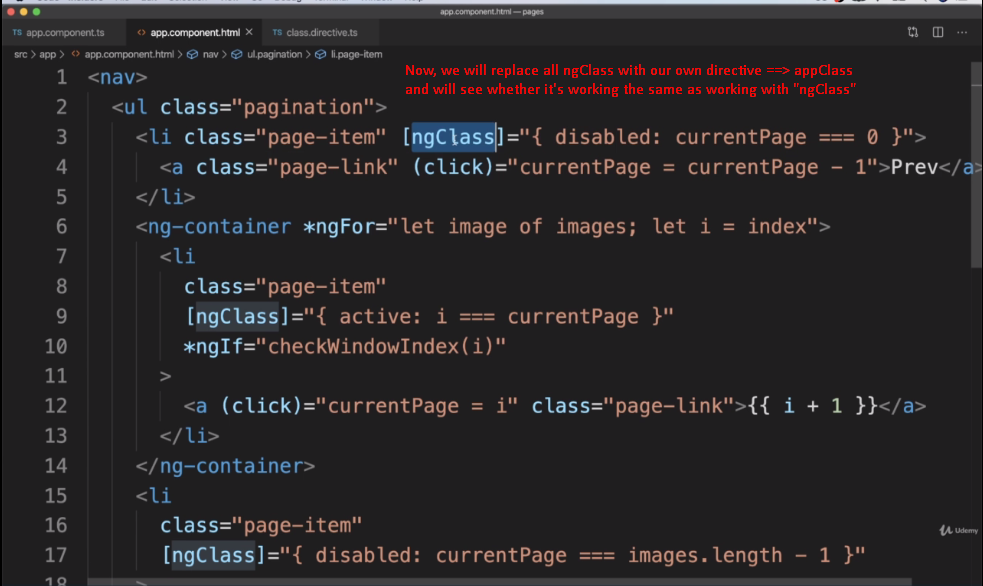 app.component.html — pages
TS app.component.ts <> app.component.html × TS class.directive.ts
src > app > <> app.component.html > nav > ul.pagination > li.page-item
Now, we will replace all ngClass with our own directive ==> appClass
and will see whether it's working the same as working with "ngClass"
1 <nav>
2 <ul class="pagination">
3 <li class="page-item" [ngClass]="{ disabled: currentPage === 0 }">
4 <a class="page-link" (click)="currentPage = currentPage - 1">Prev</a>
5 </li>
6 <ng-container *ngFor="let image of images; let i = index">
7 <li
8 class="page-item"
9 [ngClass]="{ active: i === currentPage }"
10 *ngIf="checkWindowIndex(i)"
11 >
12 <a (click)="currentPage = i" class="page-link">{{ i + 1 }}</a>
13 </li>
14 </ng-container>
15 <li
16 class="page-item"
17 [ngClass]="{ disabled: currentPage === images.length - 1 }"
18 >
Udemy